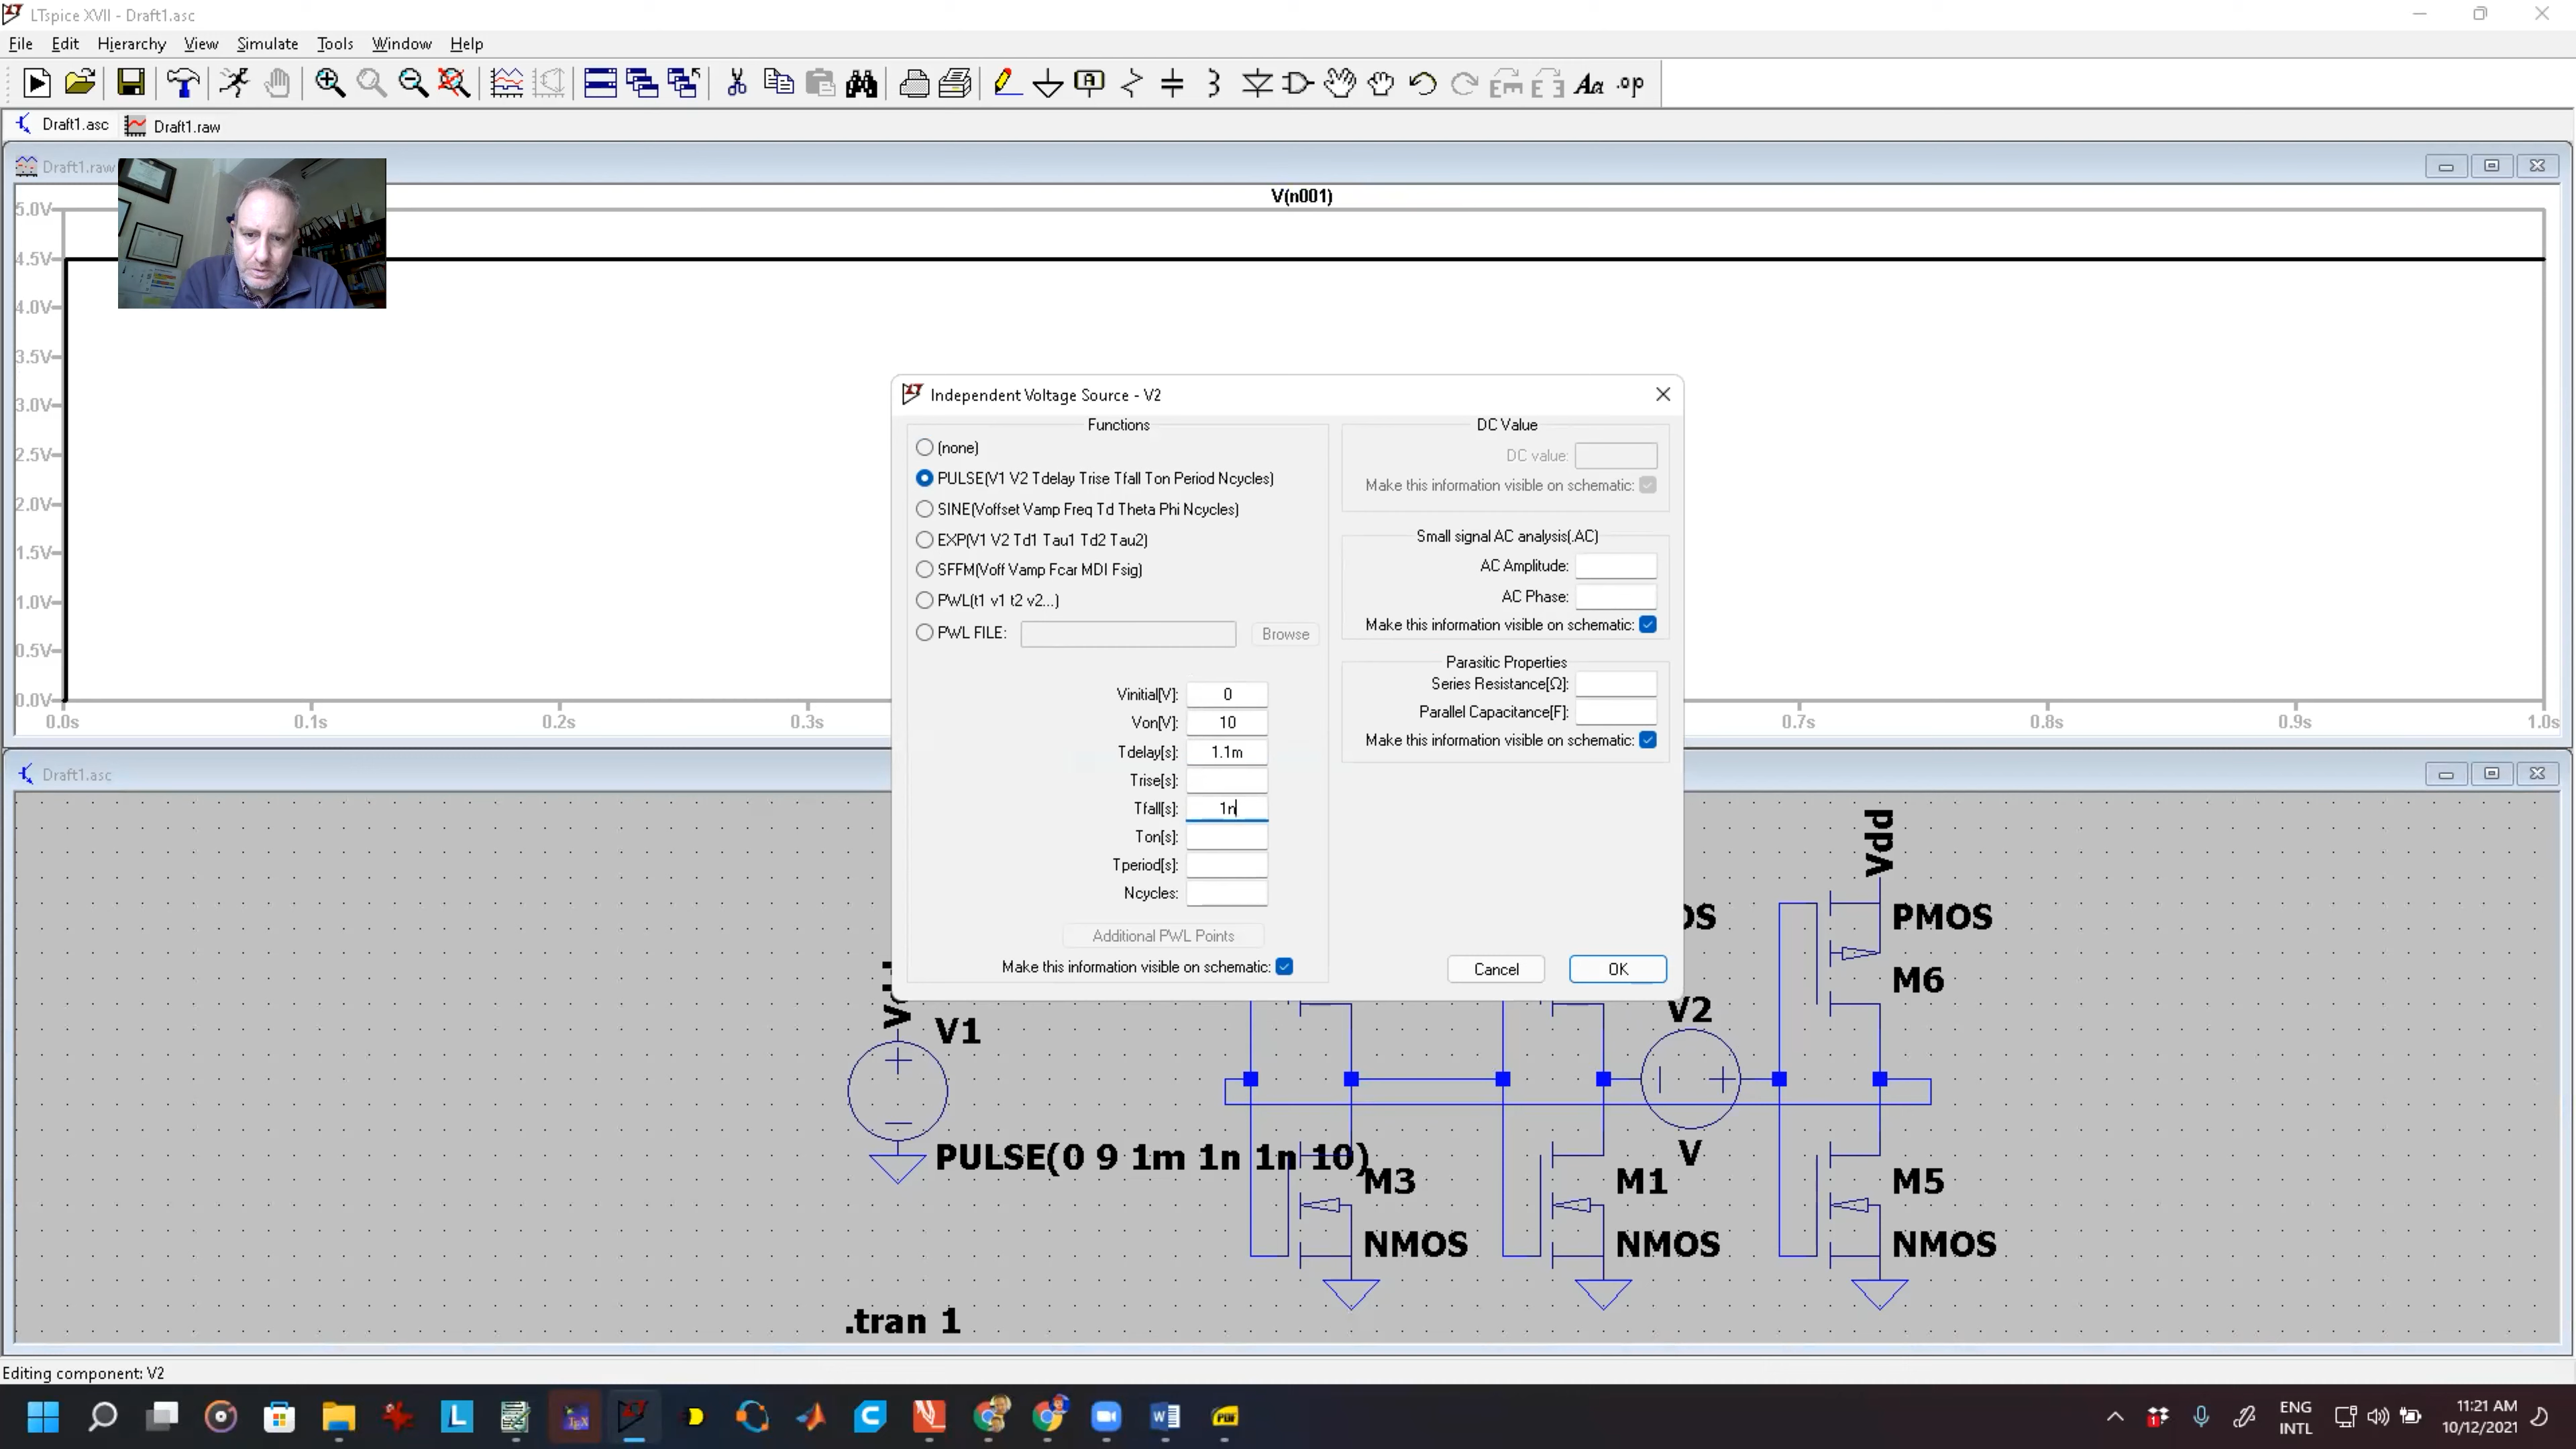 LTspice XVII - Draft1.asc
File Edit Hierarchy View Simulate Tools Window Help
Aa .op
Draft1.asc Draft1.raw
Draft1.raw
V(n001)
5.0V
4.5V
4.0V
3.5V
3.0V
2.5V
2.0V
1.5V
1.0V
0.5V
0.0V
0.0s 0.1s 0.2s 0.3s 0.7s 0.8s 0.9s 1.0s
Independent Voltage Source - V2
Functions
(none)
PULSE(V1 V2 Tdelay Trise Tfall Ton Period Ncycles)
SINE(Voffset Vamp Freq Td Theta Phi Ncycles)
EXP(V1 V2 Td1 Tau1 Td2 Tau2)
SFFM(Voff Vamp Fcar MDI Fsig)
PWL(t1 v1 t2 v2...)
PWL FILE: Browse
Vinitial[V]: 0
Von[V]: 10
Tdelay[s]: 1.1m
Trise[s]:
Tfall[s]: 1n
Ton[s]:
Tperiod[s]:
Ncycles:
Additional PWL Points
Make this information visible on schematic:
DC Value
DC value:
Make this information visible on schematic:
Small signal AC analysis(.AC)
AC Amplitude:
AC Phase:
Make this information visible on schematic:
Parasitic Properties
Series Resistance[Ω]:
Parallel Capacitance[F]:
Make this information visible on schematic:
Cancel OK
Draft1.asc
Vdd
PMOS
M6
V1
V2
V
PULSE(0 9 1m 1n 1n 10)
M3
NMOS
M1
NMOS
M5
NMOS
.tran 1
Editing component: V2
ENG
INTL
11:21 AM
10/12/2021